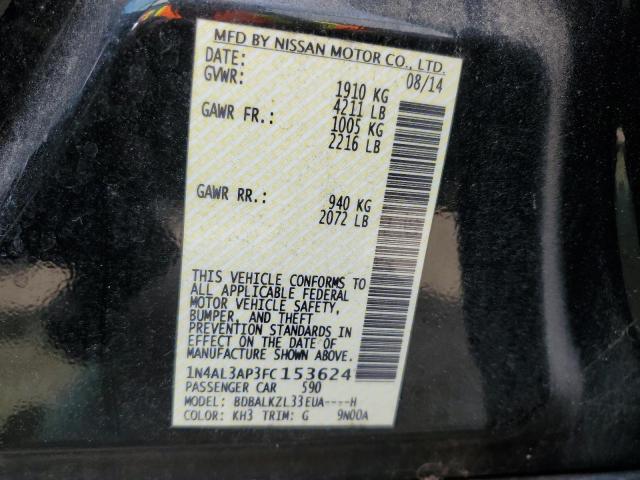 MFD BY NISSAN MOTOR CO., LTD.
DATE: 08/14
GVWR: 1910 KG
4211 LB
GAWR FR.: 1005 KG
2216 LB
GAWR RR.: 940 KG
2072 LB
THIS VEHICLE CONFORMS TO
ALL APPLICABLE FEDERAL
MOTOR VEHICLE SAFETY,
BUMPER, AND THEFT
PREVENTION STANDARDS IN
EFFECT ON THE DATE OF
MANUFACTURE SHOWN ABOVE.
1N4AL3AP3FC153624
PASSENGER CAR 590
MODEL: BDBALKZL33EUA----H
COLOR: KH3 TRIM: G 9N00A